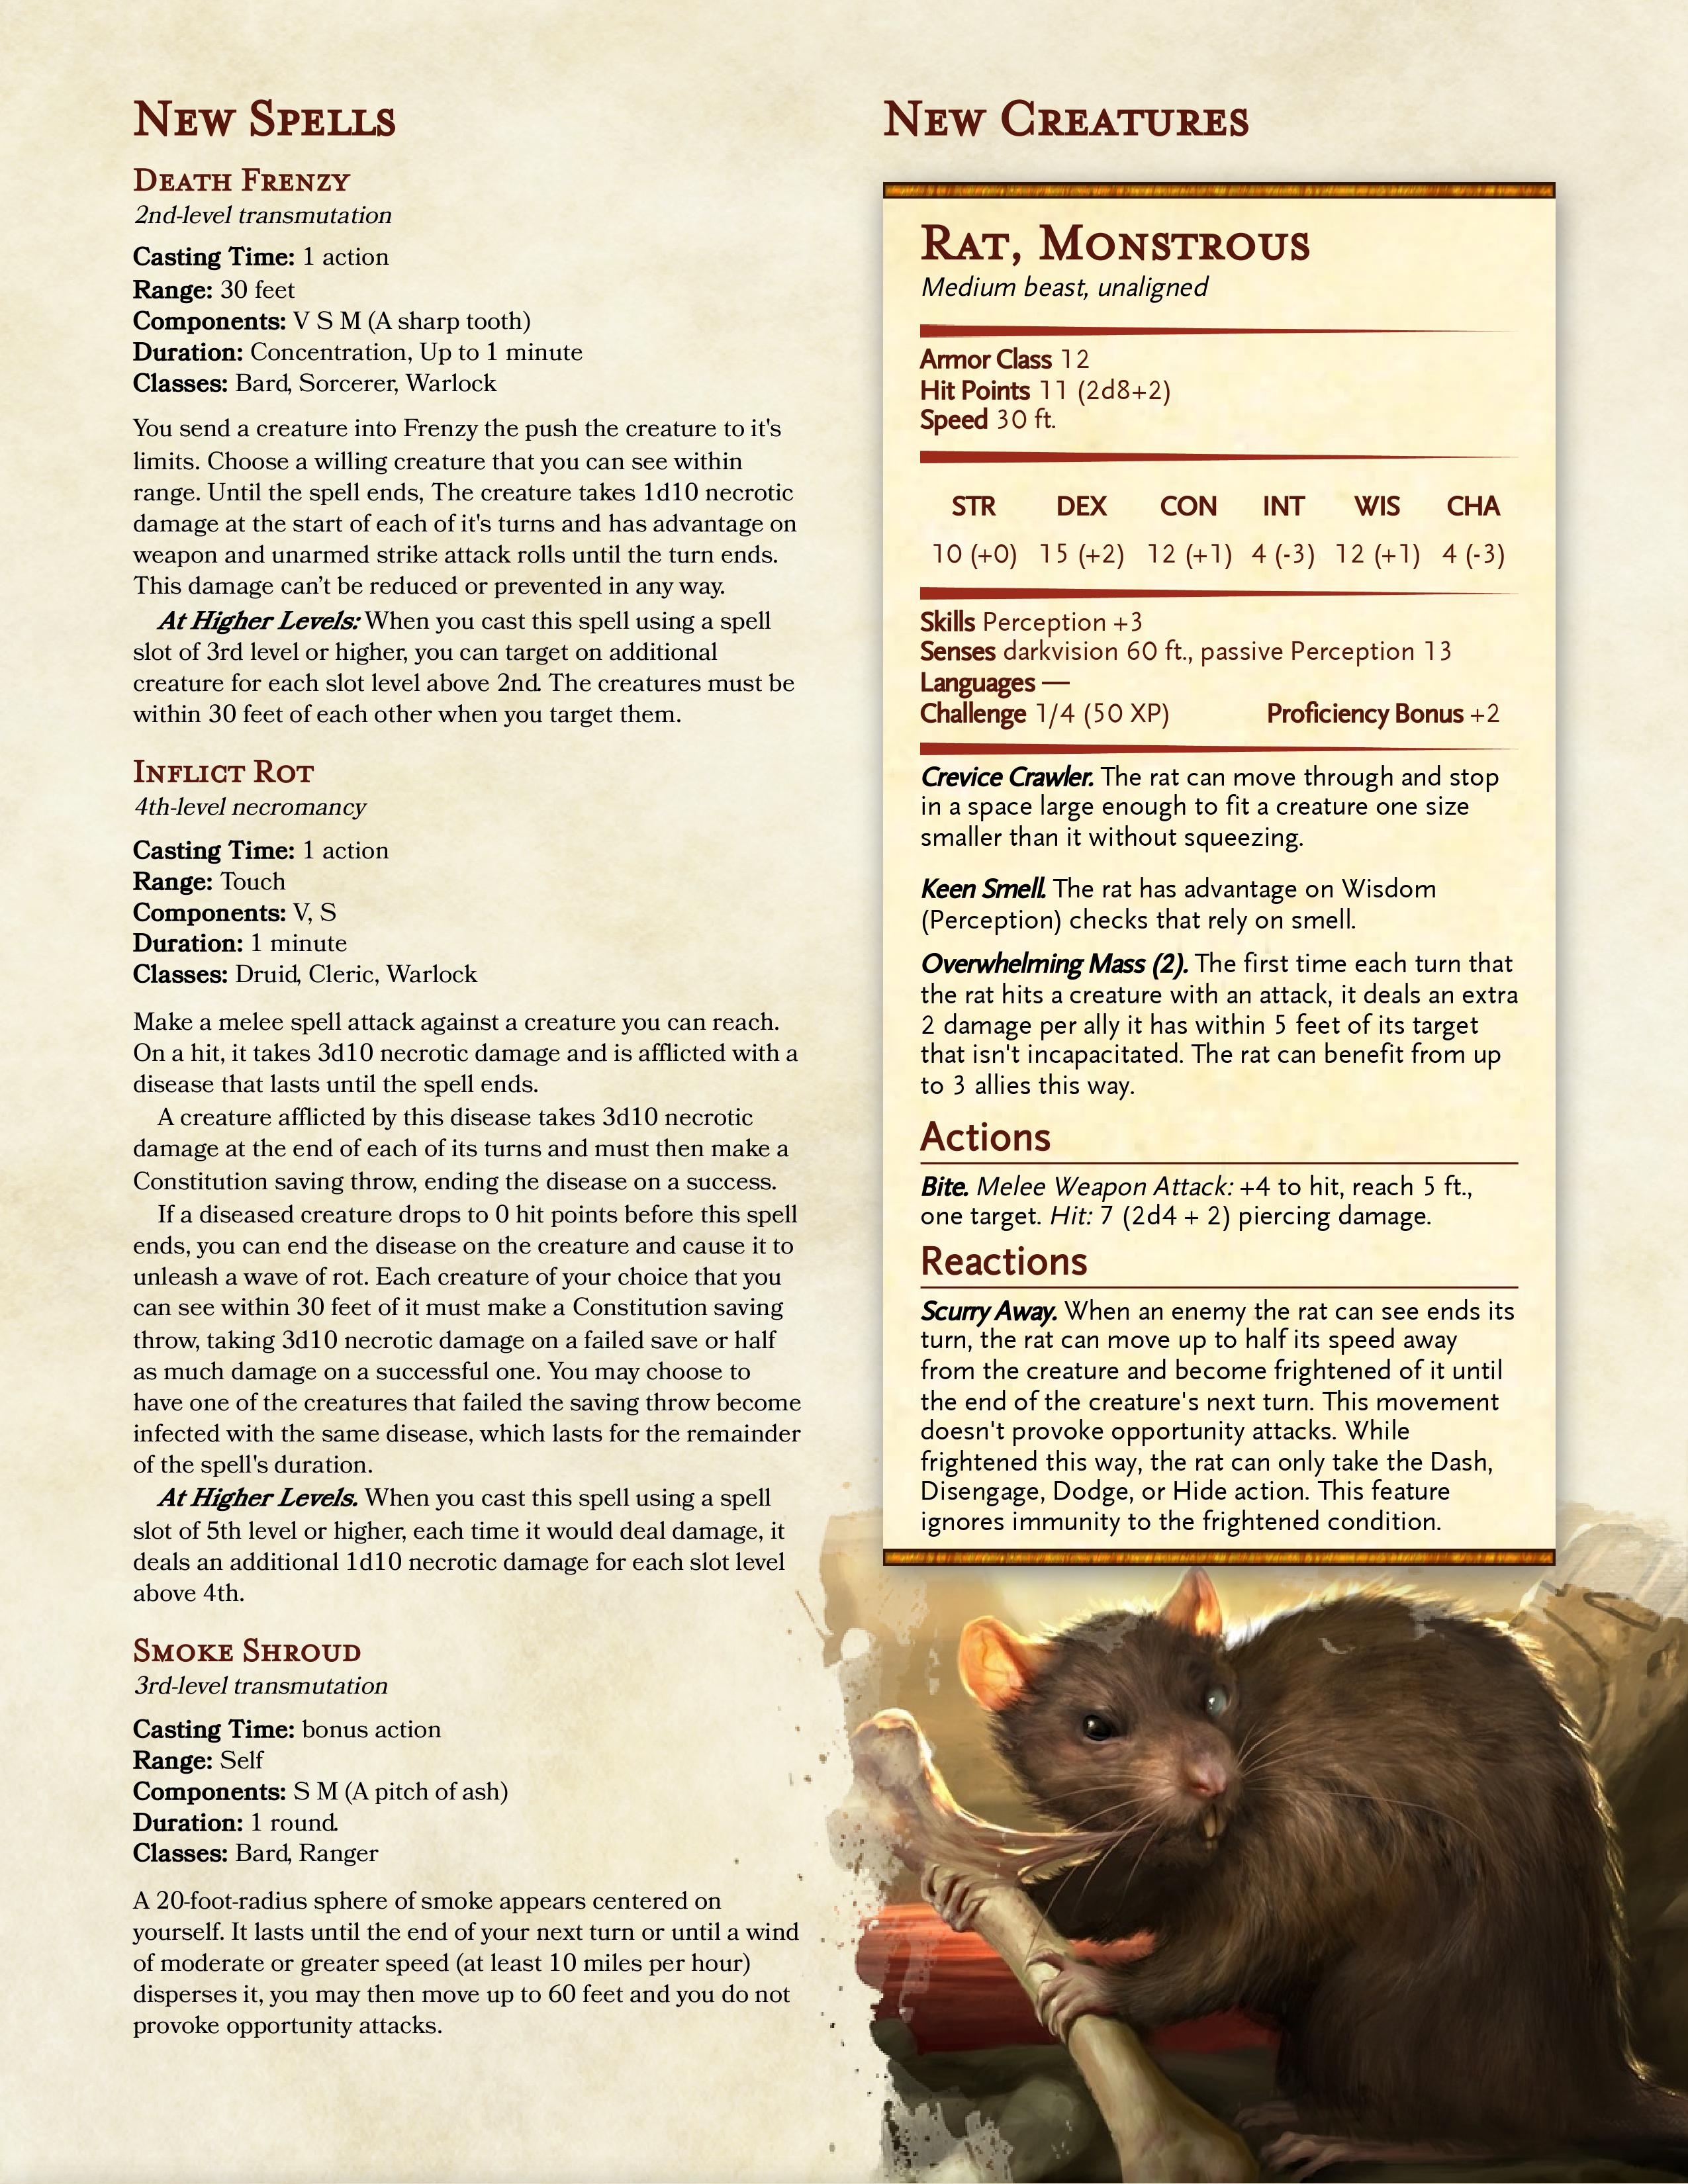 New Spells
Death Frenzy
2nd-level transmutation
Casting Time: 1 action
Range: 30 feet
Components: V S M (A sharp tooth)
Duration: Concentration, Up to 1 minute
Classes: Bard, Sorcerer, Warlock
You send a creature into Frenzy the push the creature to it's
limits. Choose a willing creature that you can see within
range. Until the spell ends, The creature takes 1d10 necrotic
damage at the start of each of it's turns and has advantage on
weapon and unarmed strike attack rolls until the turn ends.
This damage can’t be reduced or prevented in any way.
At Higher Levels: When you cast this spell using a spell
slot of 3rd level or higher, you can target on additional
creature for each slot level above 2nd. The creatures must be
within 30 feet of each other when you target them.
Inflict Rot
4th-level necromancy
Casting Time: 1 action
Range: Touch
Components: V, S
Duration: 1 minute
Classes: Druid, Cleric, Warlock
Make a melee spell attack against a creature you can reach.
On a hit, it takes 3d10 necrotic damage and is afflicted with a
disease that lasts until the spell ends.
A creature afflicted by this disease takes 3d10 necrotic
damage at the end of each of its turns and must then make a
Constitution saving throw, ending the disease on a success.
If a diseased creature drops to 0 hit points before this spell
ends, you can end the disease on the creature and cause it to
unleash a wave of rot. Each creature of your choice that you
can see within 30 feet of it must make a Constitution saving
throw, taking 3d10 necrotic damage on a failed save or half
as much damage on a successful one. You may choose to
have one of the creatures that failed the saving throw become
infected with the same disease, which lasts for the remainder
of the spell's duration.
At Higher Levels. When you cast this spell using a spell
slot of 5th level or higher, each time it would deal damage, it
deals an additional 1d10 necrotic damage for each slot level
above 4th.
Smoke Shroud
3rd-level transmutation
Casting Time: bonus action
Range: Self
Components: S M (A pitch of ash)
Duration: 1 round.
Classes: Bard, Ranger
A 20-foot-radius sphere of smoke appears centered on
yourself. It lasts until the end of your next turn or until a wind
of moderate or greater speed (at least 10 miles per hour)
disperses it, you may then move up to 60 feet and you do not
provoke opportunity attacks.
New Creatures
Rat, Monstrous
Medium beast, unaligned
Armor Class 12
Hit Points 11 (2d8+2)
Speed 30 ft.
STR DEX CON INT WIS CHA
10 (+0) 15 (+2) 12 (+1) 4 (-3) 12 (+1) 4 (-3)
Skills Perception +3
Senses darkvision 60 ft., passive Perception 13
Languages —
Challenge 1/4 (50 XP) Proficiency Bonus +2
Crevice Crawler. The rat can move through and stop
in a space large enough to fit a creature one size
smaller than it without squeezing.
Keen Smell. The rat has advantage on Wisdom
(Perception) checks that rely on smell.
Overwhelming Mass (2). The first time each turn that
the rat hits a creature with an attack, it deals an extra
2 damage per ally it has within 5 feet of its target
that isn't incapacitated. The rat can benefit from up
to 3 allies this way.
Actions
Bite. Melee Weapon Attack: +4 to hit, reach 5 ft.,
one target. Hit: 7 (2d4 + 2) piercing damage.
Reactions
Scurry Away. When an enemy the rat can see ends its
turn, the rat can move up to half its speed away
from the creature and become frightened of it until
the end of the creature's next turn. This movement
doesn't provoke opportunity attacks. While
frightened this way, the rat can only take the Dash,
Disengage, Dodge, or Hide action. This feature
ignores immunity to the frightened condition.